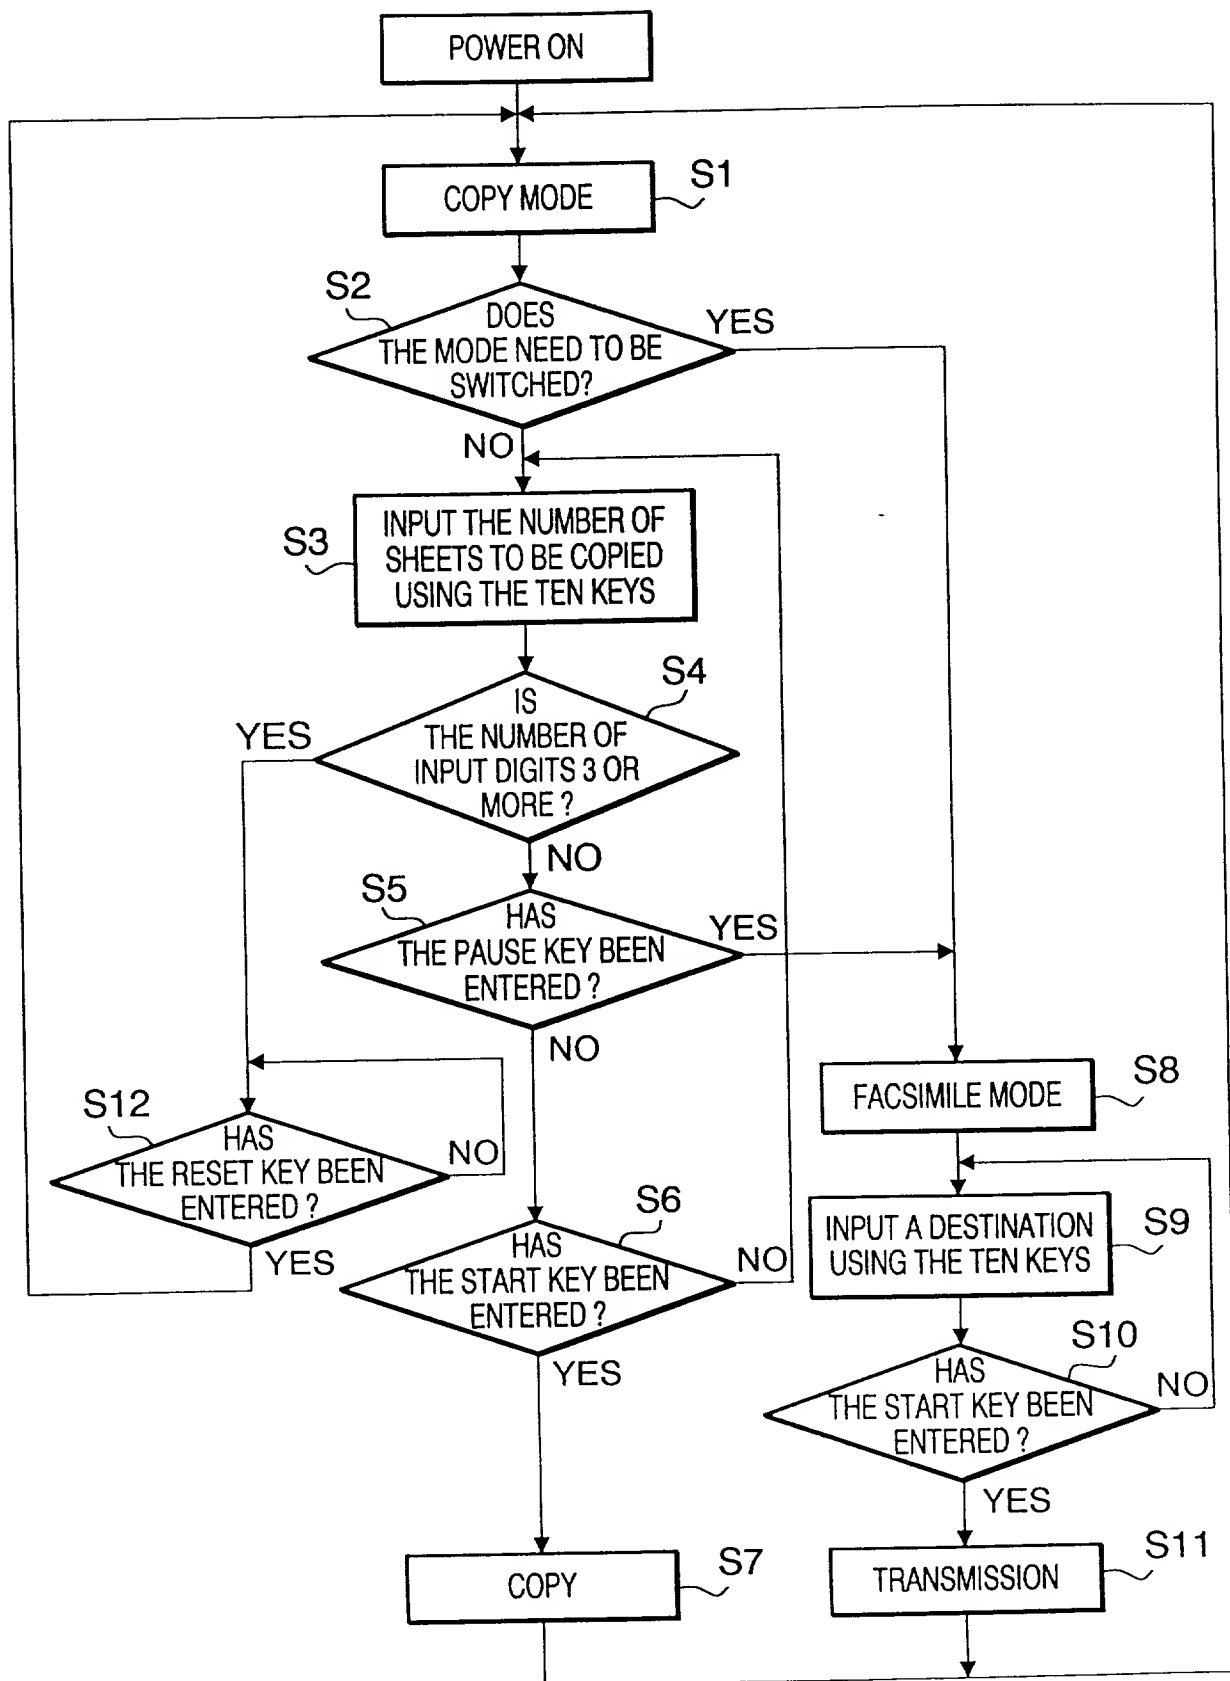 POWER ON
COPY MODE
S1
S2
DOES
THE MODE NEED TO BE
SWITCHED?
YES
NO
S3
INPUT THE NUMBER OF
SHEETS TO BE COPIED
USING THE TEN KEYS
S4
IS
THE NUMBER OF
INPUT DIGITS 3 OR
MORE ?
YES
NO
S5
HAS
THE PAUSE KEY BEEN
ENTERED ?
YES
NO
S12
HAS
THE RESET KEY BEEN
ENTERED ?
NO
YES
S6
HAS
THE START KEY BEEN
ENTERED ?
NO
YES
COPY
S7
FACSIMILE MODE
S8
INPUT A DESTINATION
USING THE TEN KEYS
S9
S10
HAS
THE START KEY BEEN
ENTERED ?
NO
YES
TRANSMISSION
S11